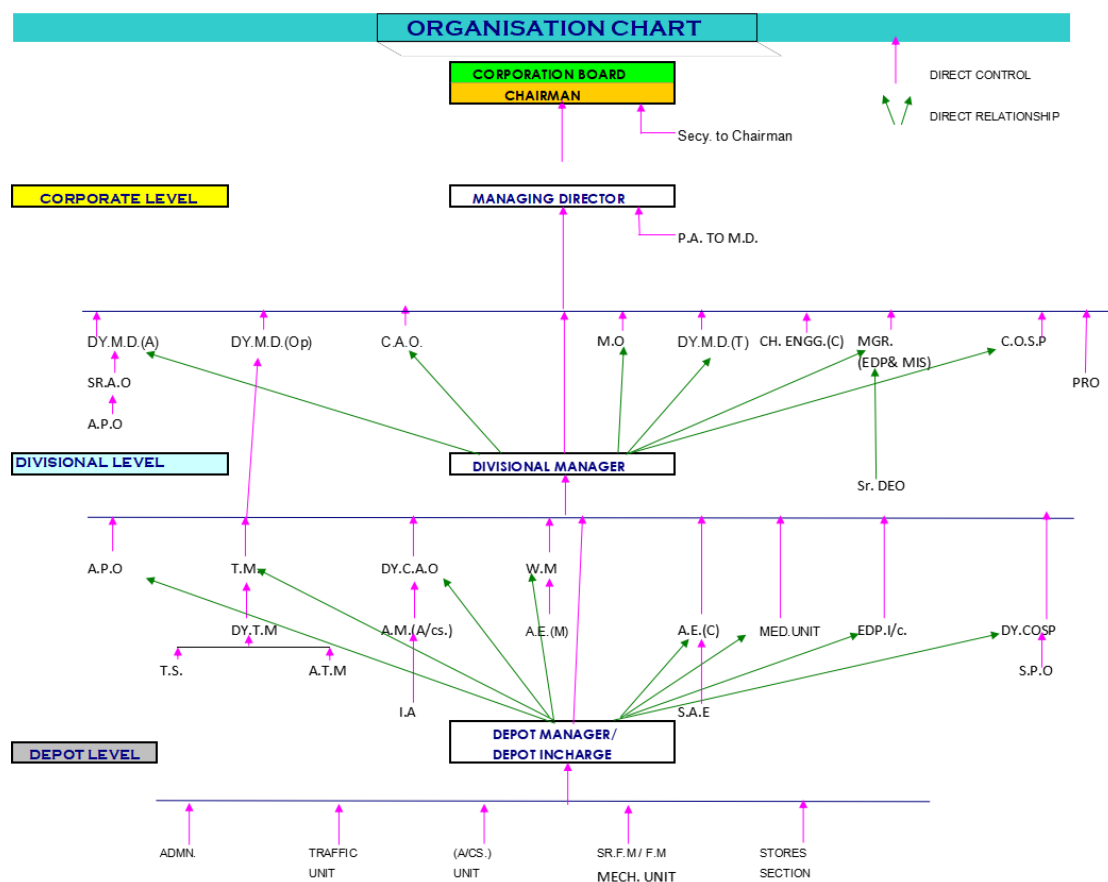 ORGANISATION CHART
CORPORATION BOARD
CHAIRMAN
DIRECT CONTROL
DIRECT RELATIONSHIP
Secy. to Chairman
CORPORATE LEVEL
MANAGING DIRECTOR
P.A. TO M.D.
DY.M.D.(A)
DY.M.D.(Op)
C.A.O.
M.O
DY.M.D.(T)
CH. ENGG.(C)
MGR.
(EDP& MIS)
C.O.S.P
PRO
SR.A.O
A.P.O
DIVISIONAL LEVEL
DIVISIONAL MANAGER
Sr. DEO
A.P.O
T.M.
DY.C.A.O
W.M
DY.T.M
A.M.(A/cs.)
A.E.(M)
A.E.(C)
MED.UNIT
EDP.I/c.
DY.COSP
T.S.
A.T.M
S.P.O
I.A
S.A.E
DEPOT LEVEL
DEPOT MANAGER/
DEPOT INCHARGE
ADMN.
TRAFFIC
UNIT
(A/CS.)
UNIT
SR.F.M / F.M
MECH. UNIT
STORES
SECTION